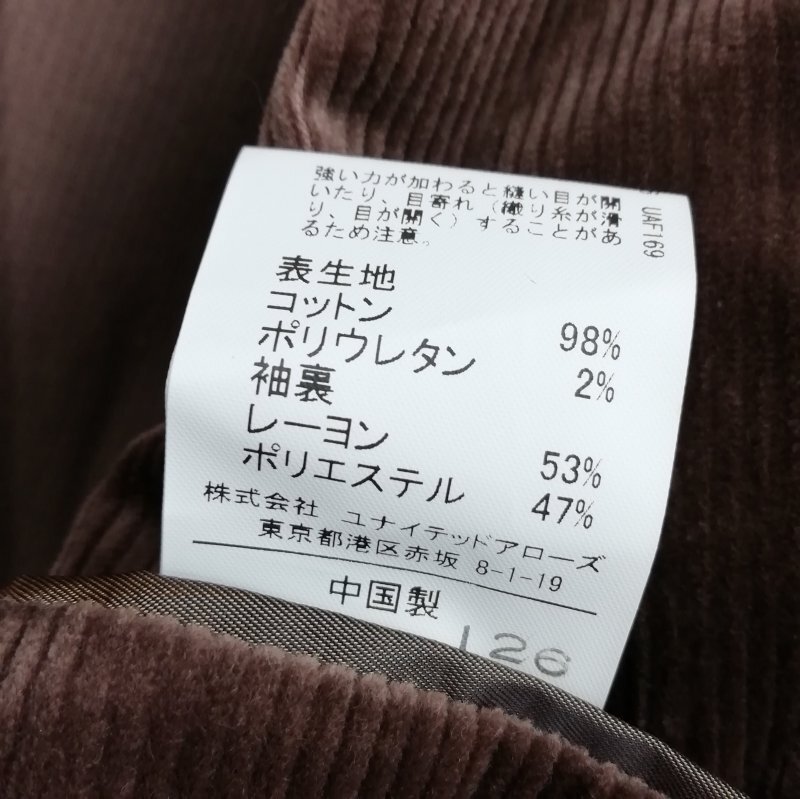 強い力が加わると縫い目が開
いたり、目寄れ（織り糸が滑
り、目が開く）することがあ
るため注意。
UAF169
表生地
コットン 98%
ポリウレタン 2%
袖裏
レーヨン 53%
ポリエステル 47%
株式会社 ユナイテッドアローズ
東京都港区赤坂 8-1-19
中国製
126